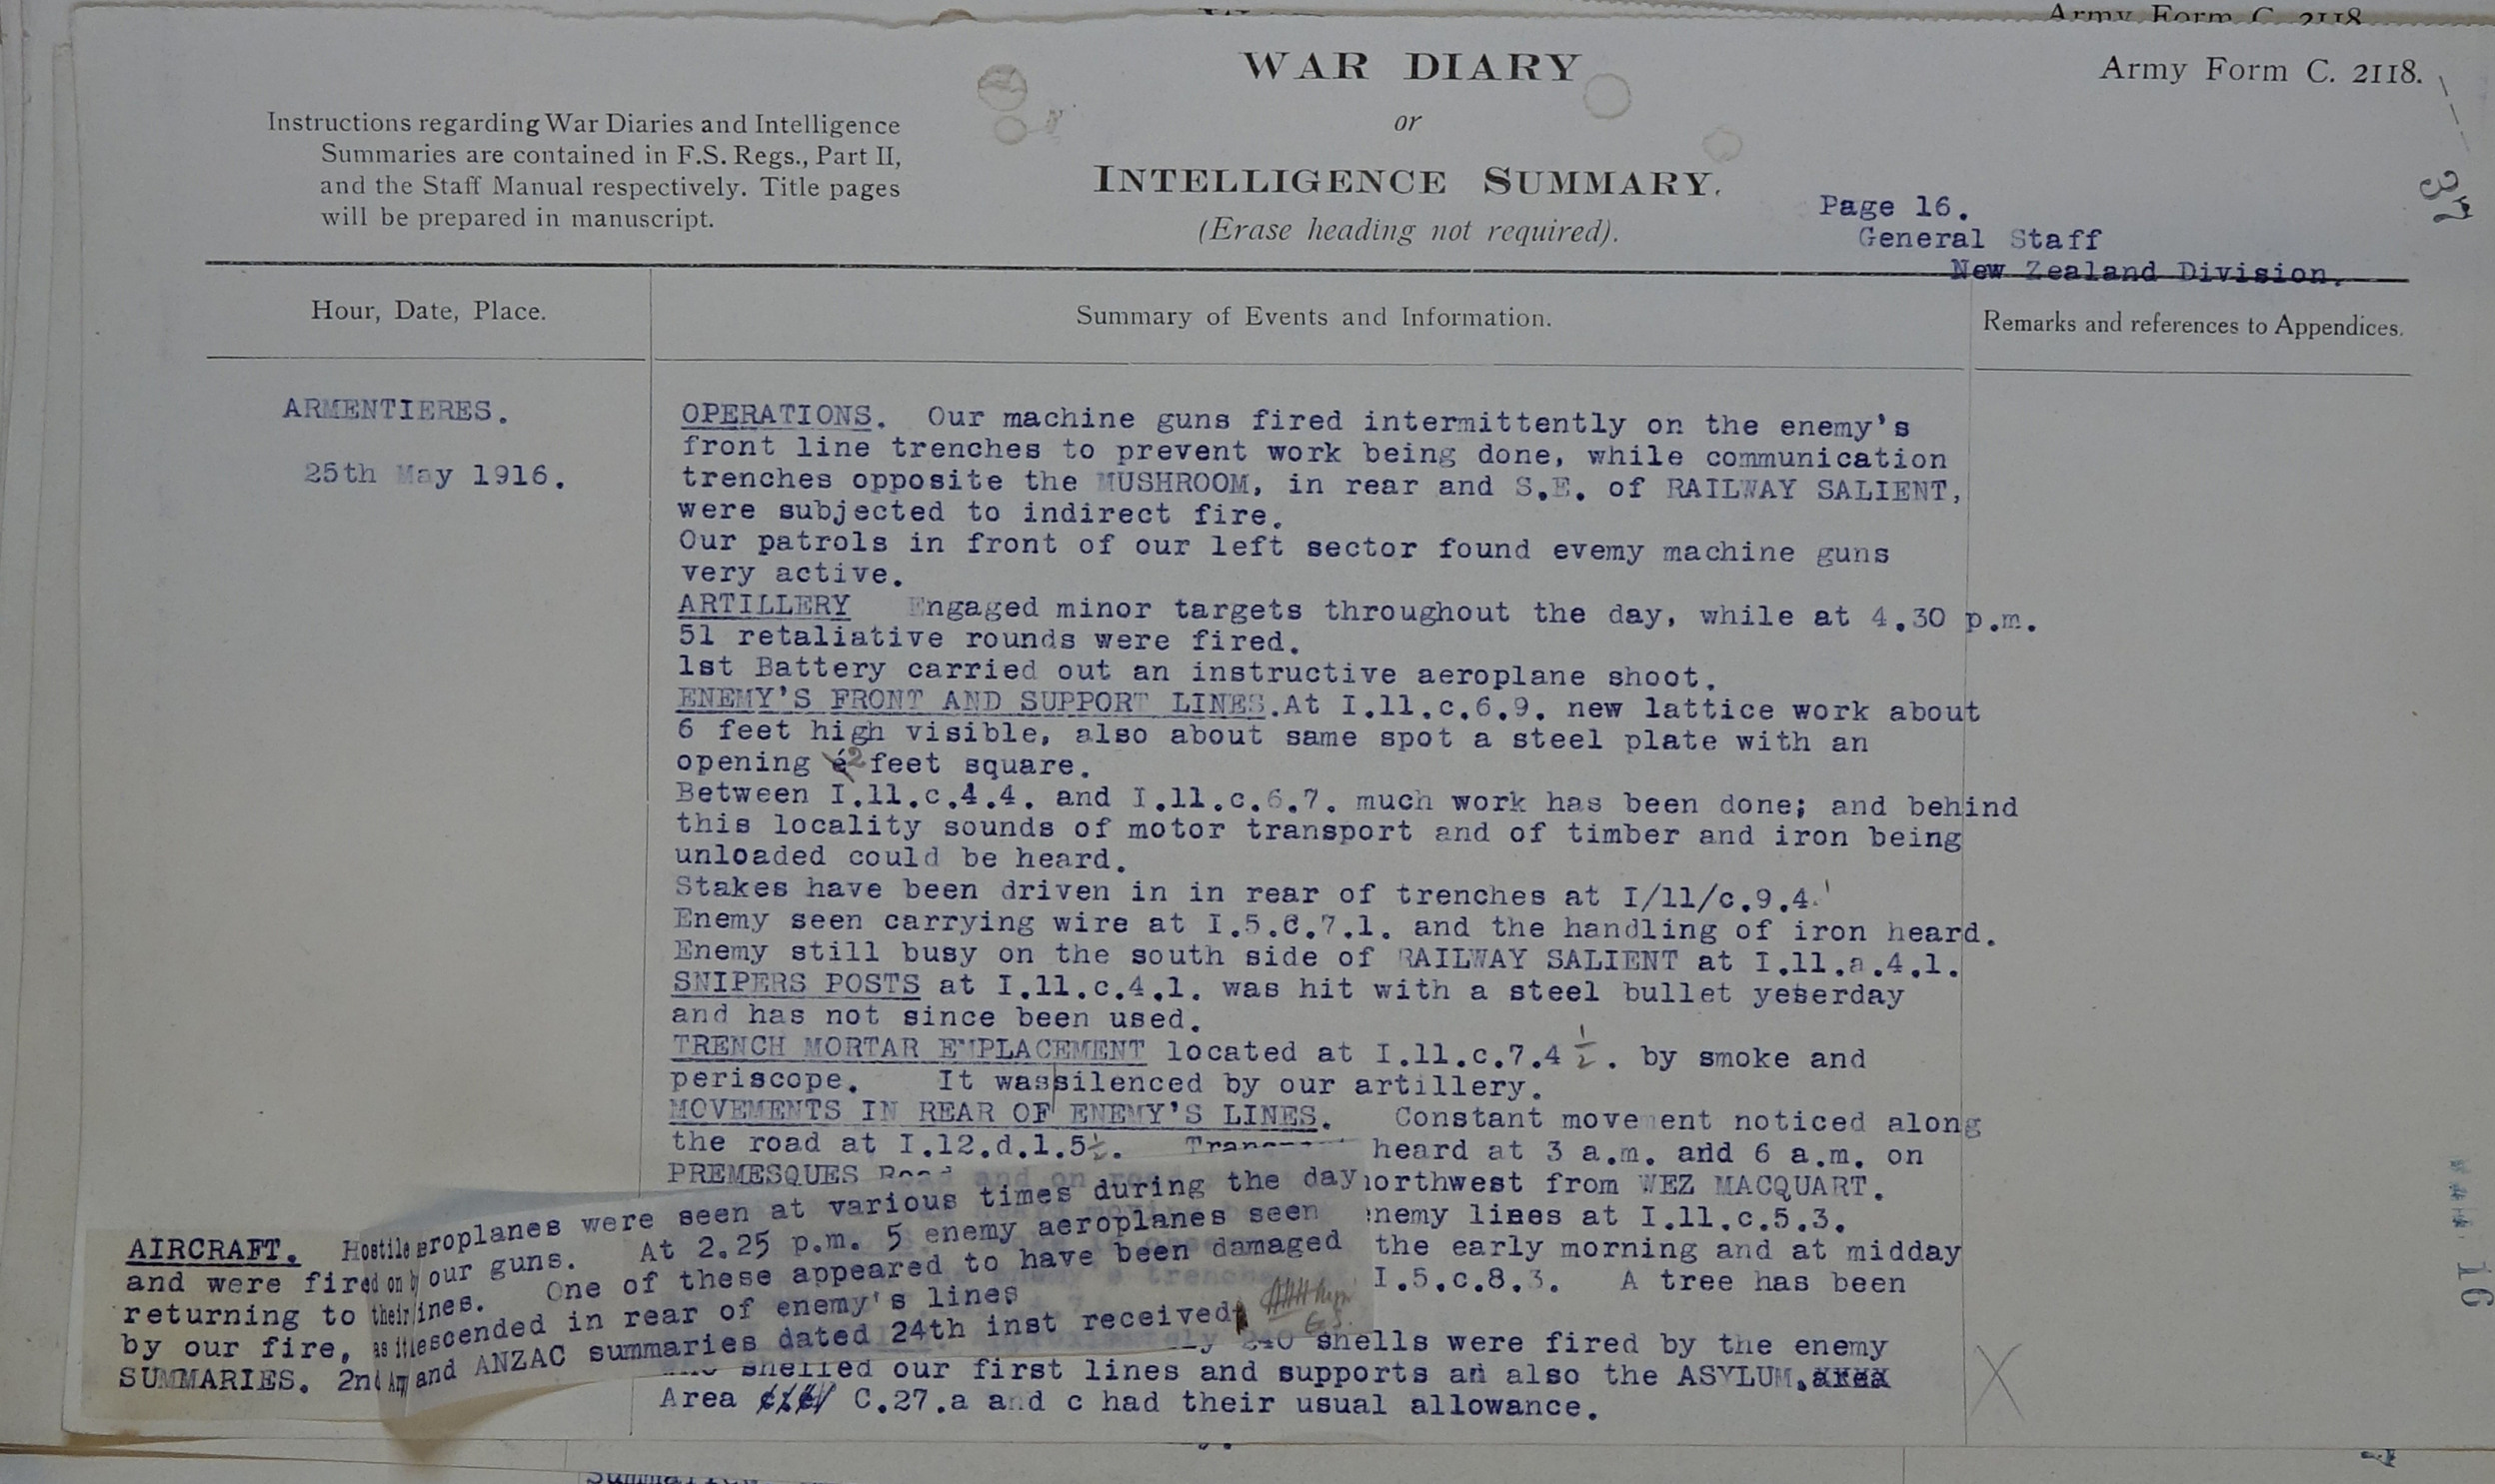 Army Form C. 2118
WAR DIARY
or
INTELLIGENCE SUMMARY.
(Erase heading not required).
Army Form C. 2118.
37
Instructions regarding War Diaries and Intelligence
Summaries are contained in F.S. Regs., Part II,
and the Staff Manual respectively. Title pages
will be prepared in manuscript.
Page 16.
General Staff
New Zealand Division.
Hour, Date, Place.
Summary of Events and Information.
Remarks and references to Appendices.
ARMENTIERES.
25th May 1916.
OPERATIONS. Our machine guns fired intermittently on the enemy's
front line trenches to prevent work being done, while communication
trenches opposite the MUSHROOM, in rear and S.E. of RAILWAY SALIENT,
were subjected to indirect fire.
Our patrols in front of our left sector found evemy machine guns
very active.
ARTILLERY Engaged minor targets throughout the day, while at 4.30 p.m.
51 retaliative rounds were fired.
1st Battery carried out an instructive aeroplane shoot.
ENEMY'S FRONT AND SUPPORT LINES.At I.11.c.6.9. new lattice work about
6 feet high visible, also about same spot a steel plate with an
opening 2 feet square.
Between I.11.c.4.4. and I.11.c.6.7. much work has been done; and behind
this locality sounds of motor transport and of timber and iron being
unloaded could be heard.
Stakes have been driven in in rear of trenches at I/11/c.9.4.
Enemy seen carrying wire at I.5.c.7.1. and the handling of iron heard.
Enemy still busy on the south side of RAILWAY SALIENT at I.11.a.4.1.
SNIPERS POSTS at I.11.c.4.1. was hit with a steel bullet yeserday
and has not since been used.
TRENCH MORTAR EMPLACEMENT located at I.11.c.7.4 ½. by smoke and
periscope. It wassilenced by our artillery.
MOVEMENTS IN REAR OF ENEMY'S LINES. Constant movement noticed along
the road at I.12.d.1.5½. heard at 3 a.m. and 6 a.m. on
PREMESQUES Road northwest from WEZ MACQUART.
enemy lines at I.11.c.5.3.
the early morning and at midday
I.5.c.8.3. A tree has been
240 shells were fired by the enemy
who shelled our first lines and supports an also the ASYLUM.
Area C.27.a and c had their usual allowance.
AIRCRAFT. Hostile aeroplanes were seen at various times during the day
and were fired on by our guns. At 2.25 p.m. 5 enemy aeroplanes seen
returning to their lines. One of these appeared to have been damaged
by our fire, as it descended in rear of enemy's lines
SUMMARIES. 2nd Army and ANZAC summaries dated 24th inst received
G.S.
16